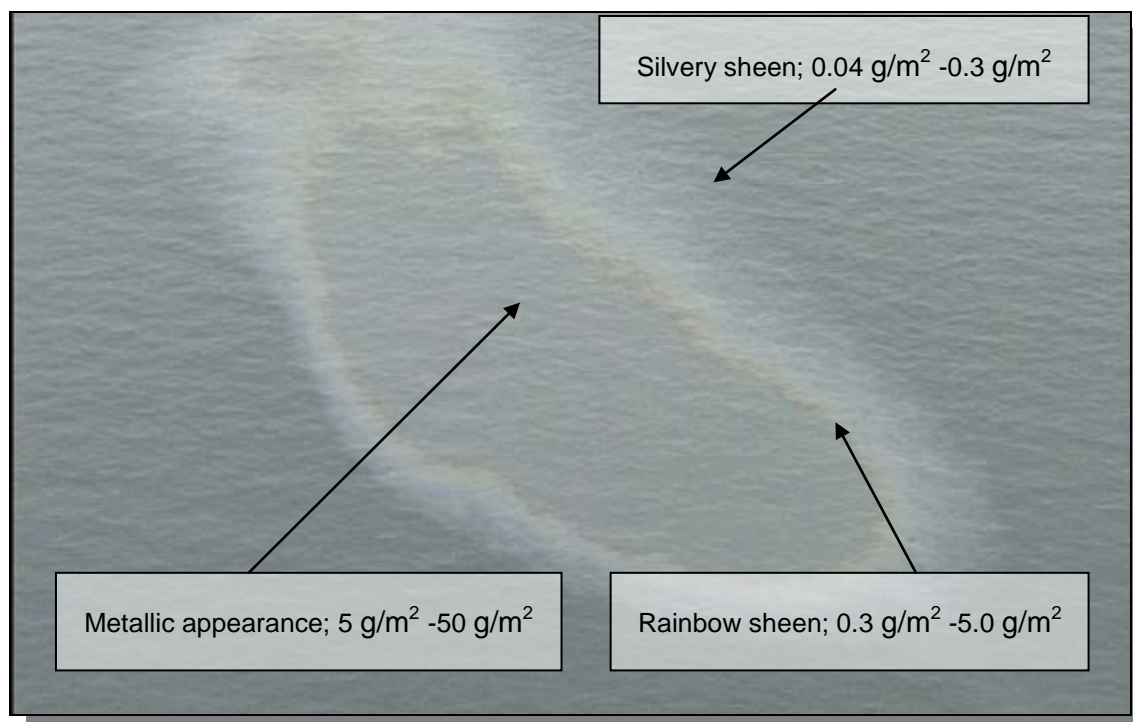 Silvery sheen; 0.04 g/m² -0.3 g/m²
Metallic appearance; 5 g/m² -50 g/m²
Rainbow sheen; 0.3 g/m² -5.0 g/m²